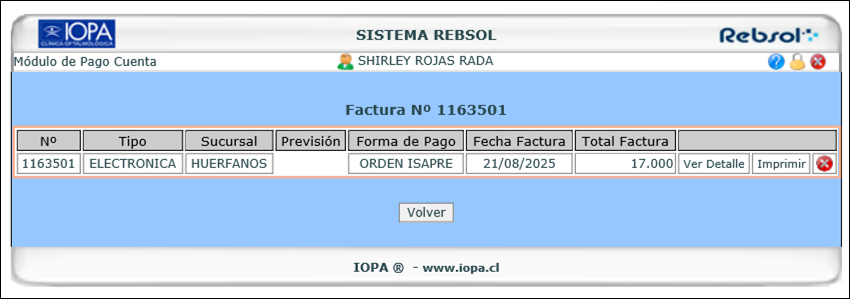 IOPA
CLÍNICA OFTALMOLÓGICA
SISTEMA REBSOL
Rebsol
Módulo de Pago Cuenta
SHIRLEY ROJAS RADA
Factura Nº 1163501
Nº Tipo Sucursal Previsión Forma de Pago Fecha Factura Total Factura
1163501 ELECTRONICA HUERFANOS ORDEN ISAPRE 21/08/2025 17.000 Ver Detalle Imprimir
Volver
IOPA ® - www.iopa.cl